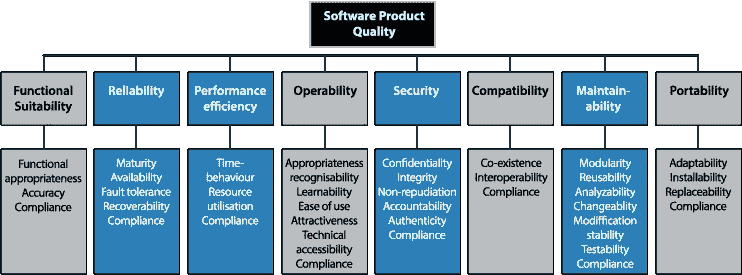 Software Product
Quality
Functional
Suitability
Reliability
Performance
efficiency
Operability
Security
Compatibility
Maintain-
ability
Portability
Functional
appropriateness
Accuracy
Compliance
Maturity
Availability
Fault tolerance
Recoverability
Compliance
Time-
behaviour
Resource
utilisation
Compliance
Appropriateness
recognisability
Learnability
Ease of use
Attractiveness
Technical
accessibility
Compliance
Confidentiality
Integrity
Non-repudiation
Accountability
Authenticity
Compliance
Co-existence
Interoperability
Compliance
Modularity
Reusability
Analyzability
Changeablity
Modiffication
stability
Testability
Compliance
Adaptability
Installability
Replaceability
Compliance